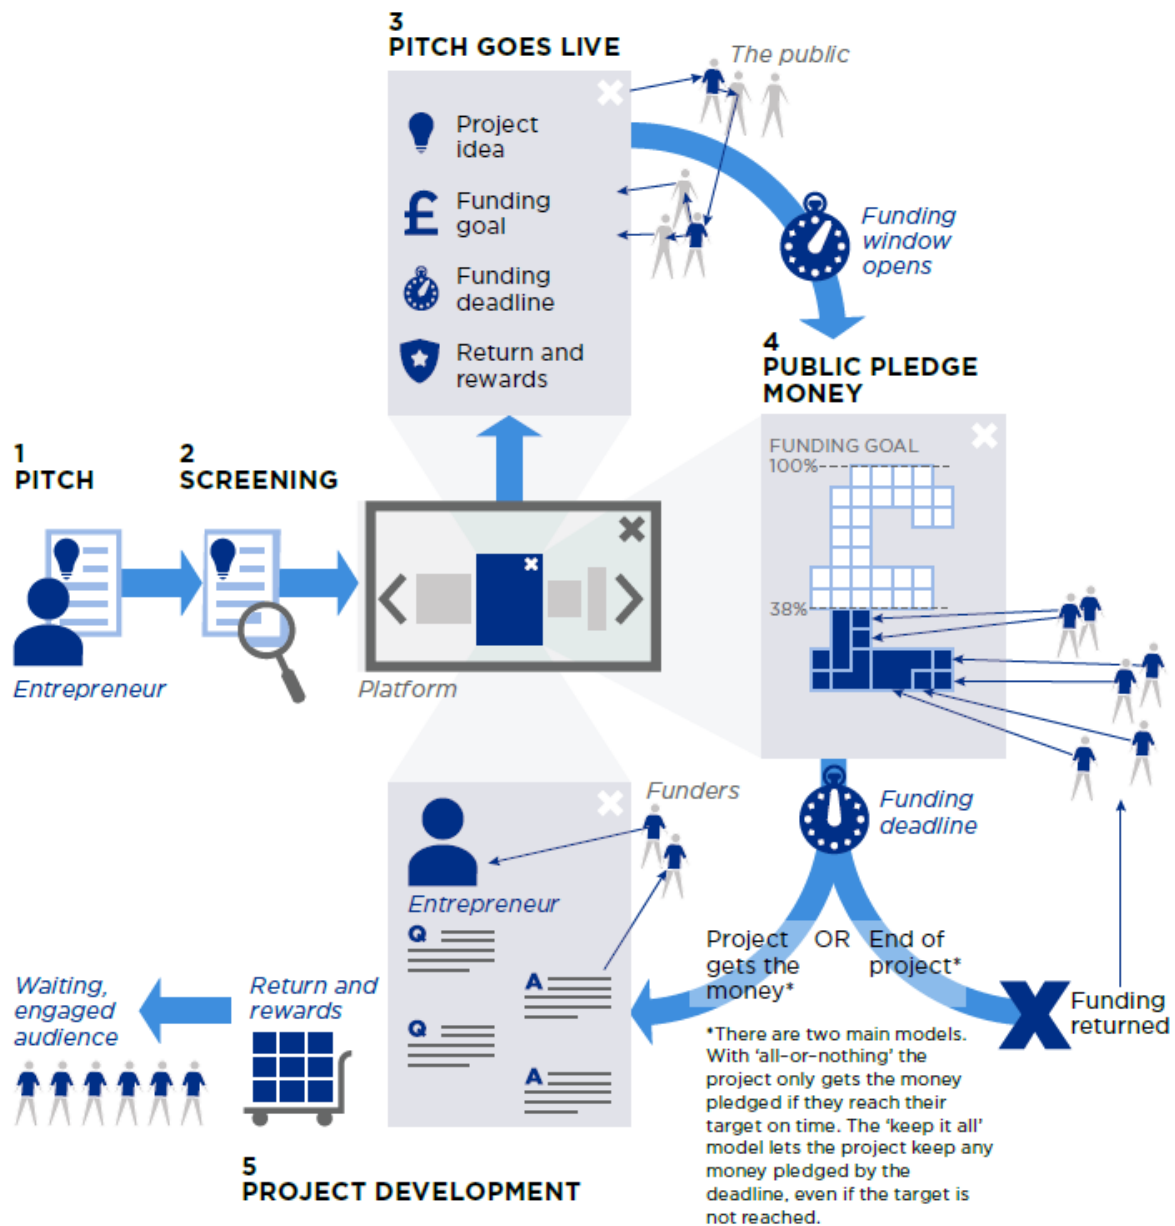 3
PITCH GOES LIVE
The public
Project
idea
£
Funding
goal
Funding
deadline
Return and
rewards
Funding
window
opens
4
PUBLIC PLEDGE
MONEY
FUNDING GOAL
100%
38%
1
PITCH
2
SCREENING
Entrepreneur
Platform
Funding
deadline
Funders
Entrepreneur
Q
A
Q
A
Project
gets the
money*
OR
End of
project*
Funding
returned
*There are two main models.
With ‘all-or-nothing’ the
project only gets the money
pledged if they reach their
target on time. The ‘keep it all’
model lets the project keep any
money pledged by the
deadline, even if the target is
not reached.
Waiting,
engaged
audience
Return and
rewards
5
PROJECT DEVELOPMENT